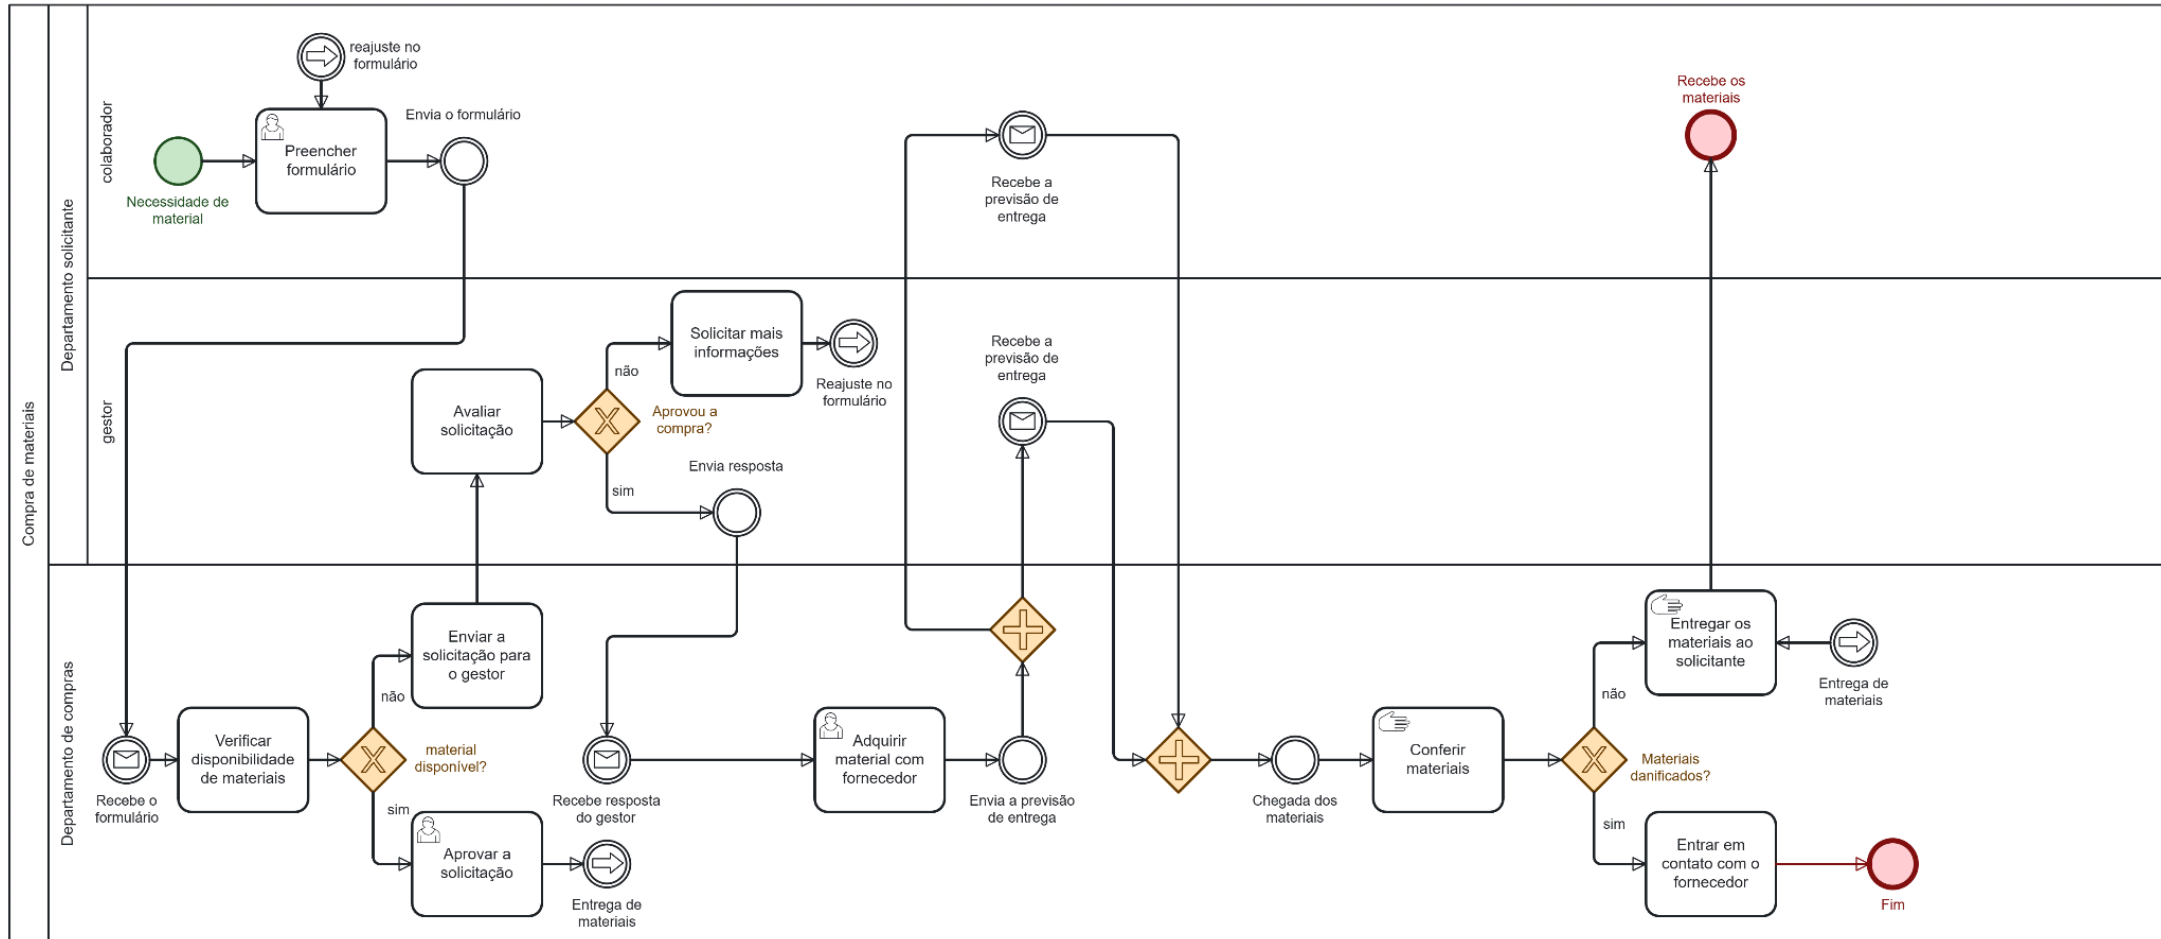 Compra de materiais
Departamento solicitante
colaborador
reajuste no
formulário
Envia o formulário
Preencher
formulário
Necessidade de
material
Recebe a
previsão de
entrega
Recebe os
materiais
gestor
Solicitar mais
informações
Reajuste no
formulário
não
Avaliar
solicitação
Aprovou a
compra?
sim
Envia resposta
Recebe a
previsão de
entrega
Departamento de compras
Recebe o
formulário
Verificar
disponibilidade
de materiais
material
disponível?
não
Enviar a
solicitação para
o gestor
sim
Aprovar a
solicitação
Entrega de
materiais
Recebe resposta
do gestor
Adquirir
material com
fornecedor
Envia a previsão
de entrega
Chegada dos
materiais
Conferir
materiais
Materiais
danificados?
não
Entregar os
materiais ao
solicitante
Entrega de
materiais
sim
Entrar em
contato com o
fornecedor
Fim